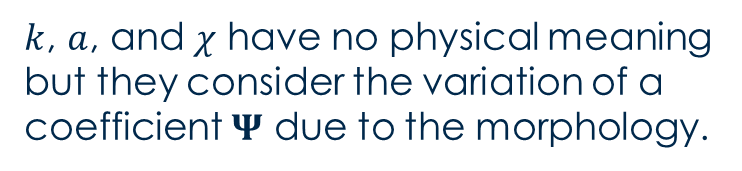 k, a, and χ have no physical meaning
but they consider the variation of a
coefficient Ψ due to the morphology.